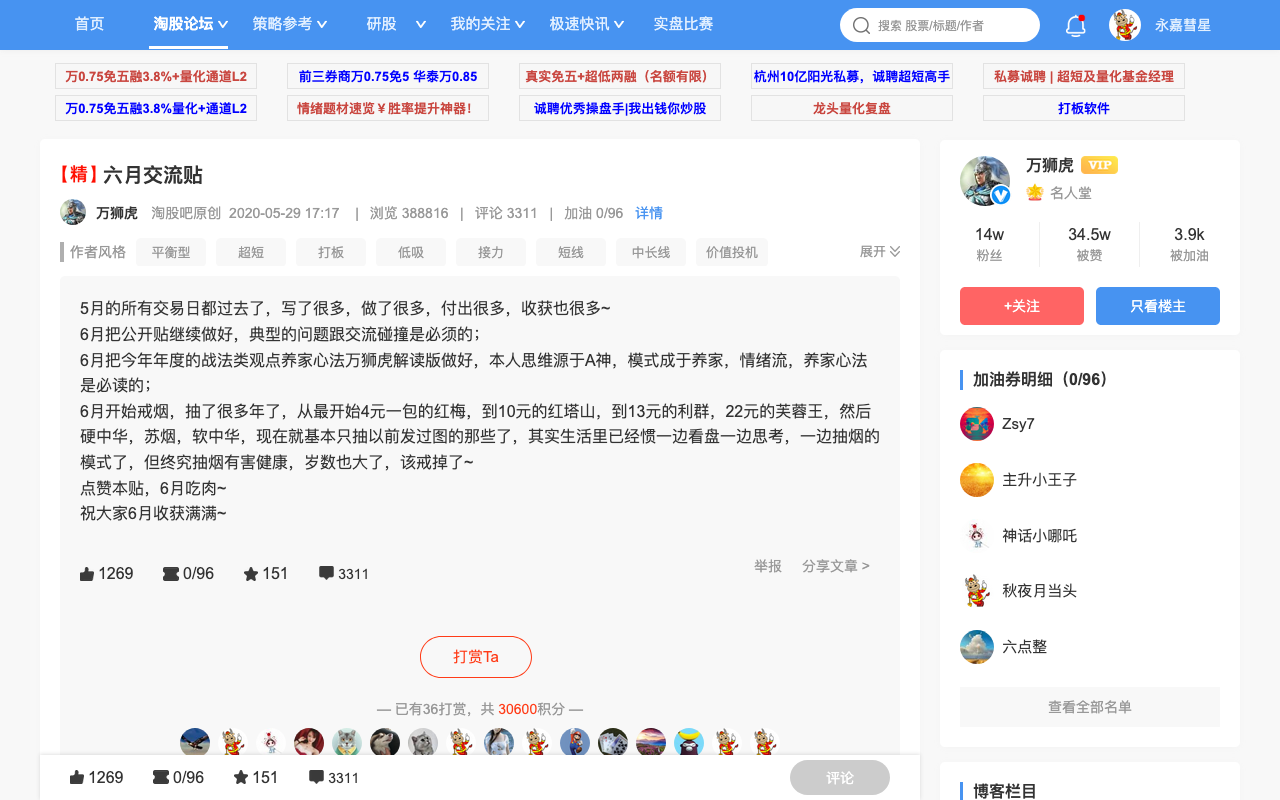 首页 淘股论坛 策略参考 研股 我的关注 极速快讯 实盘比赛 搜索 股票/标题/作者 永嘉彗星
万0.75免五融3.8%+量化通道L2 前三券商万0.75免5 华泰万0.85 真实免五+超低两融（名额有限） 杭州10亿阳光私募，诚聘超短高手 私募诚聘 | 超短及量化基金经理
万0.75免五融3.8%量化+通道L2 情绪题材速览￥胜率提升神器！ 诚聘优秀操盘手|我出钱你炒股 龙头量化复盘 打板软件
【精】六月交流贴
万狮虎 淘股吧原创 2020-05-29 17:17 | 浏览 388816 | 评论 3311 | 加油 0/96 详情
作者风格 平衡型 超短 打板 低吸 接力 短线 中长线 价值投机 展开
5月的所有交易日都过去了，写了很多，做了很多，付出很多，收获也很多~
6月把公开贴继续做好，典型的问题跟交流碰撞是必须的；
6月把今年年度的战法类观点养家心法万狮虎解读版做好，本人思维源于A神，模式成于养家，情绪流，养家心法
是必读的；
6月开始戒烟，抽了很多年了，从最开始4元一包的红梅，到10元的红塔山，到13元的利群，22元的芙蓉王，然后
硬中华，苏烟，软中华，现在就基本只抽以前发过图的那些了，其实生活里已经惯一边看盘一边思考，一边抽烟的
模式了，但终究抽烟有害健康，岁数也大了，该戒掉了~
点赞本贴，6月吃肉~
祝大家6月收获满满~
1269 0/96 151 3311 举报 分享文章 >
打赏Ta
— 已有36打赏，共 30600积分 —
1269 0/96 151 3311 评论
万狮虎 VIP
名人堂
14w 34.5w 3.9k
粉丝 被赞 被加油
+关注 只看楼主
加油券明细（0/96）
Zsy7
主升小王子
神话小哪吒
秋夜月当头
六点整
查看全部名单
博客栏目